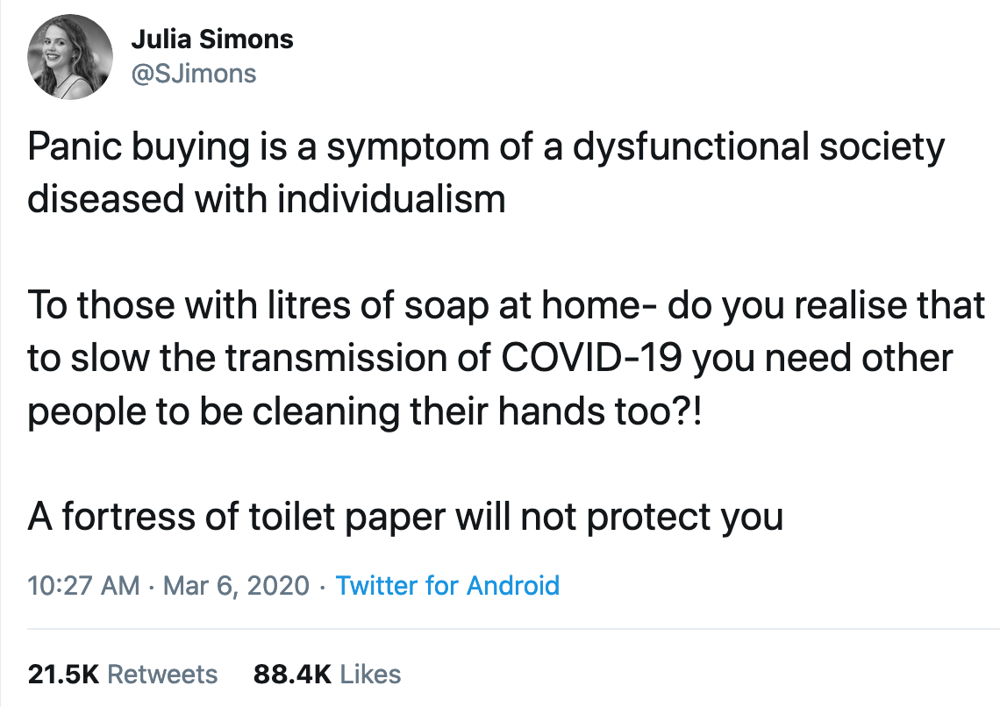 Julia Simons
@SJimons
Panic buying is a symptom of a dysfunctional society
diseased with individualism
To those with litres of soap at home- do you realise that
to slow the transmission of COVID-19 you need other
people to be cleaning their hands too?!
A fortress of toilet paper will not protect you
10:27 AM · Mar 6, 2020 · Twitter for Android
21.5K Retweets 88.4K Likes